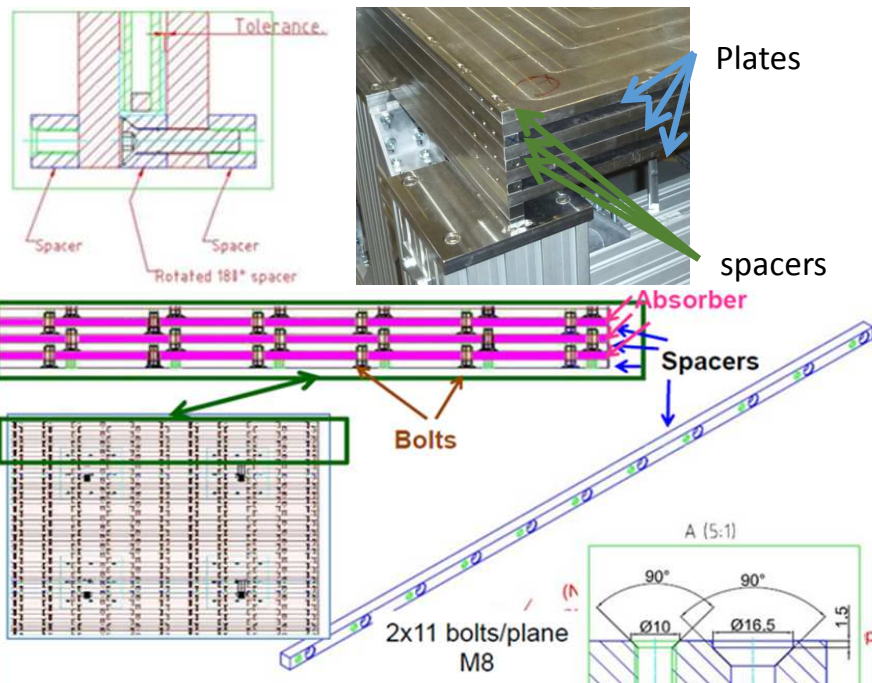 Tolerance.
Plates
Spacer
Spacer
Rotated 180° spacer
spacers
Absorber
Spacers
Bolts
A (5:1)
90°
90°
Ø10
Ø16.5
1.5
2x11 bolts/plane
M8